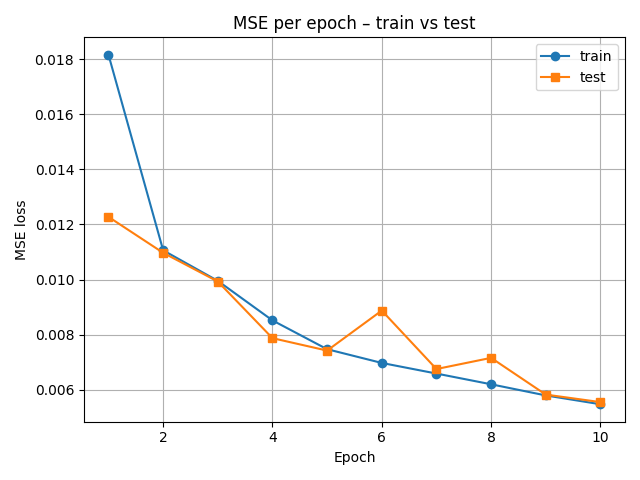 MSE per epoch – train vs test
train
test
0.018
0.016
0.014
0.012
0.010
0.008
0.006
MSE loss
2 4 6 8 10
Epoch